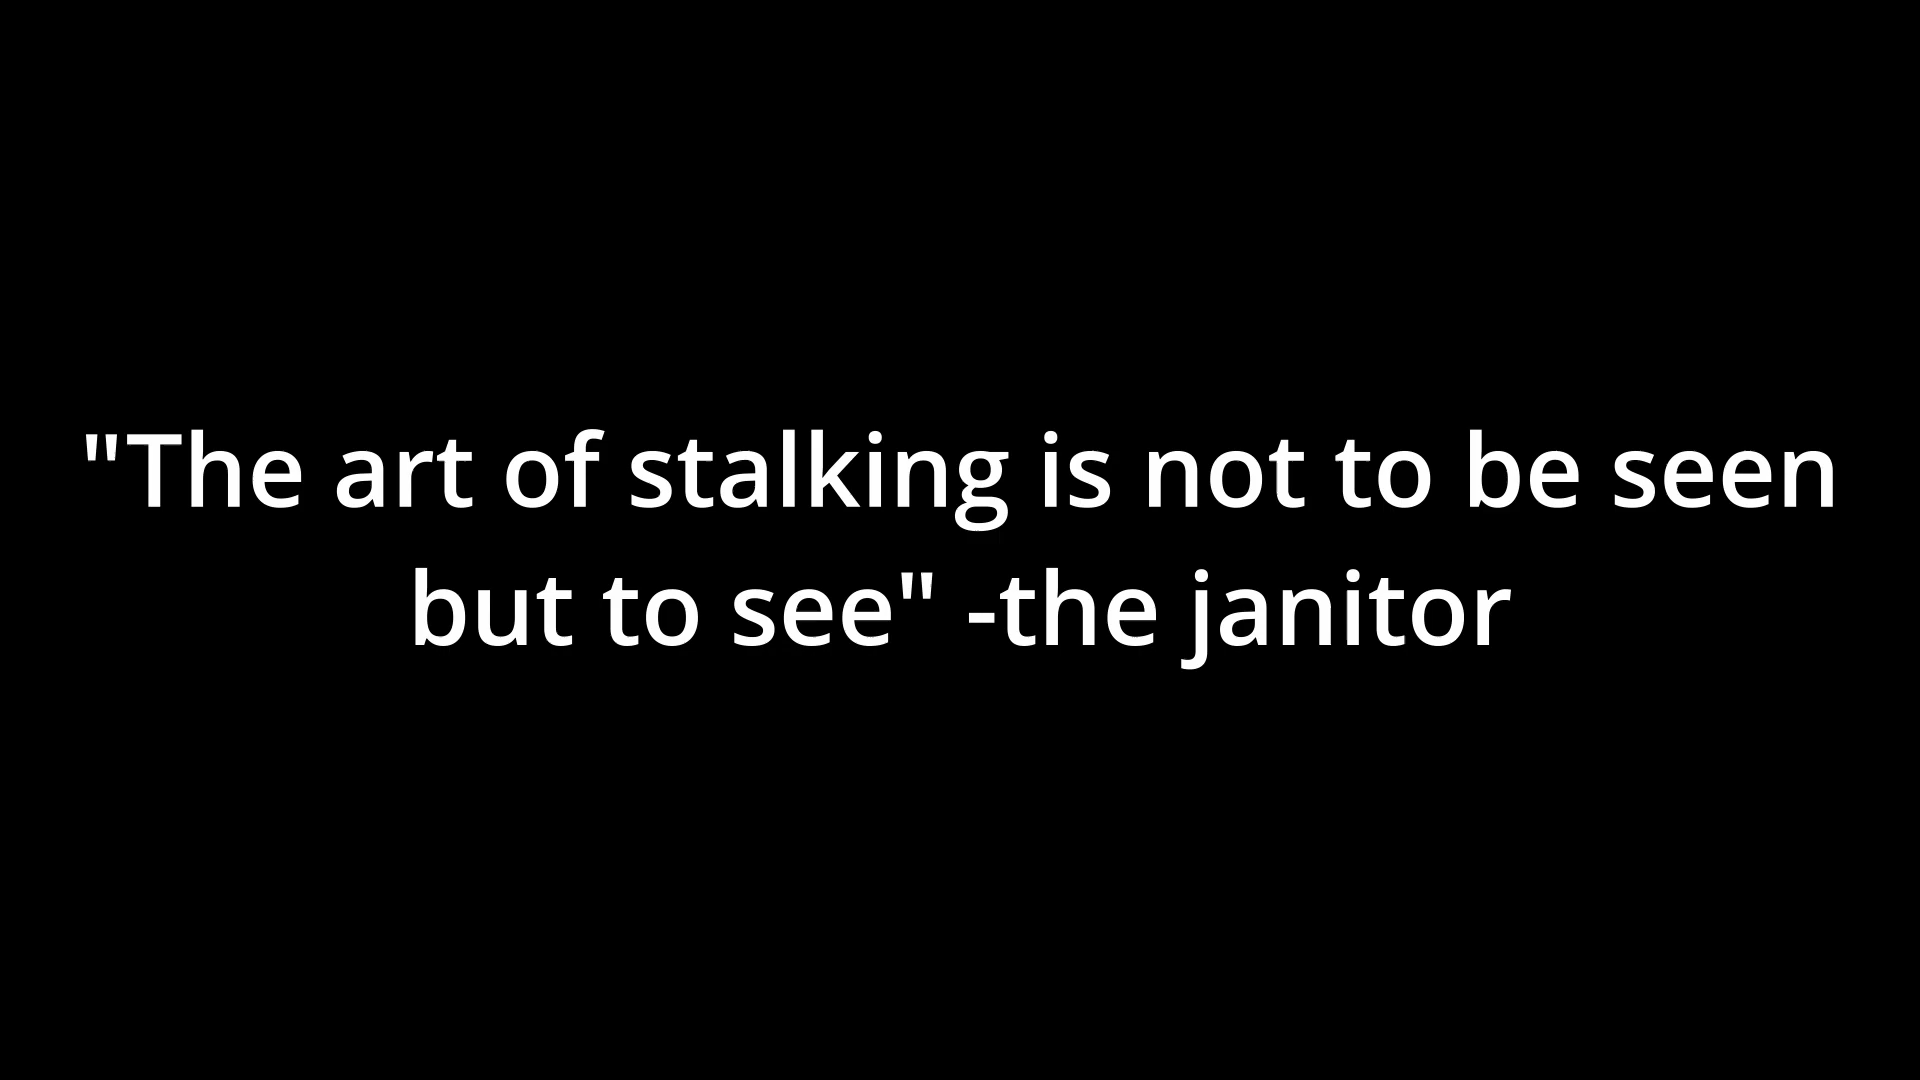 "The art of stalking is not to be seen
but to see" -the janitor